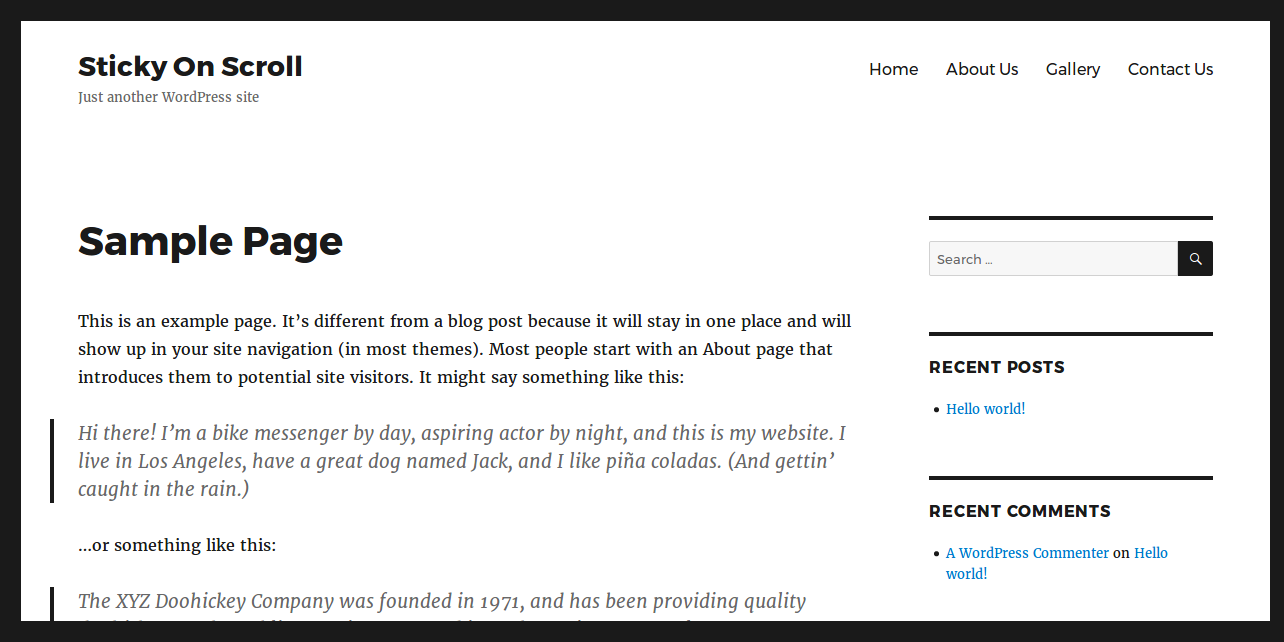 Sticky On Scroll
Just another WordPress site
Home About Us Gallery Contact Us
Sample Page
This is an example page. It’s different from a blog post because it will stay in one place and will
show up in your site navigation (in most themes). Most people start with an About page that
introduces them to potential site visitors. It might say something like this:
Hi there! I’m a bike messenger by day, aspiring actor by night, and this is my website. I
live in Los Angeles, have a great dog named Jack, and I like piña coladas. (And gettin’
caught in the rain.)
…or something like this:
The XYZ Doohickey Company was founded in 1971, and has been providing quality
Search …
RECENT POSTS
Hello world!
RECENT COMMENTS
A WordPress Commenter on Hello
world!